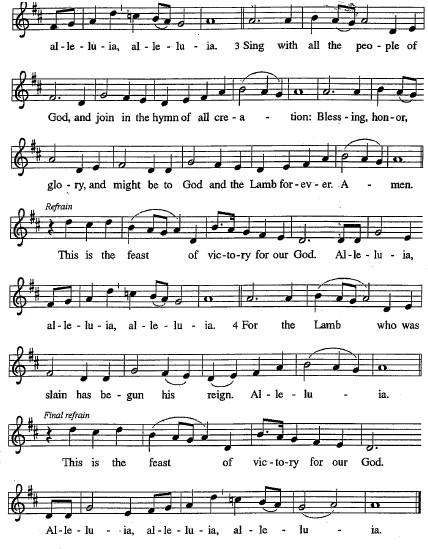 al - le - lu - ia, al - le - lu - ia. 3 Sing with all the peo - ple of
God, and join in the hymn of all cre - a - tion: Bless - ing, hon - or,
glo - ry, and might be to God and the Lamb for - ev - er. A - men.
Refrain
This is the feast of vic - to - ry for our God. Al - le - lu - ia,
al - le - lu - ia, al - le - lu - ia. 4 For the Lamb who was
slain has be - gun his reign. Al - le - lu - ia.
Final refrain
This is the feast of vic - to - ry for our God.
Al - le - lu - ia, al - le - lu - ia, al - le - lu - ia.